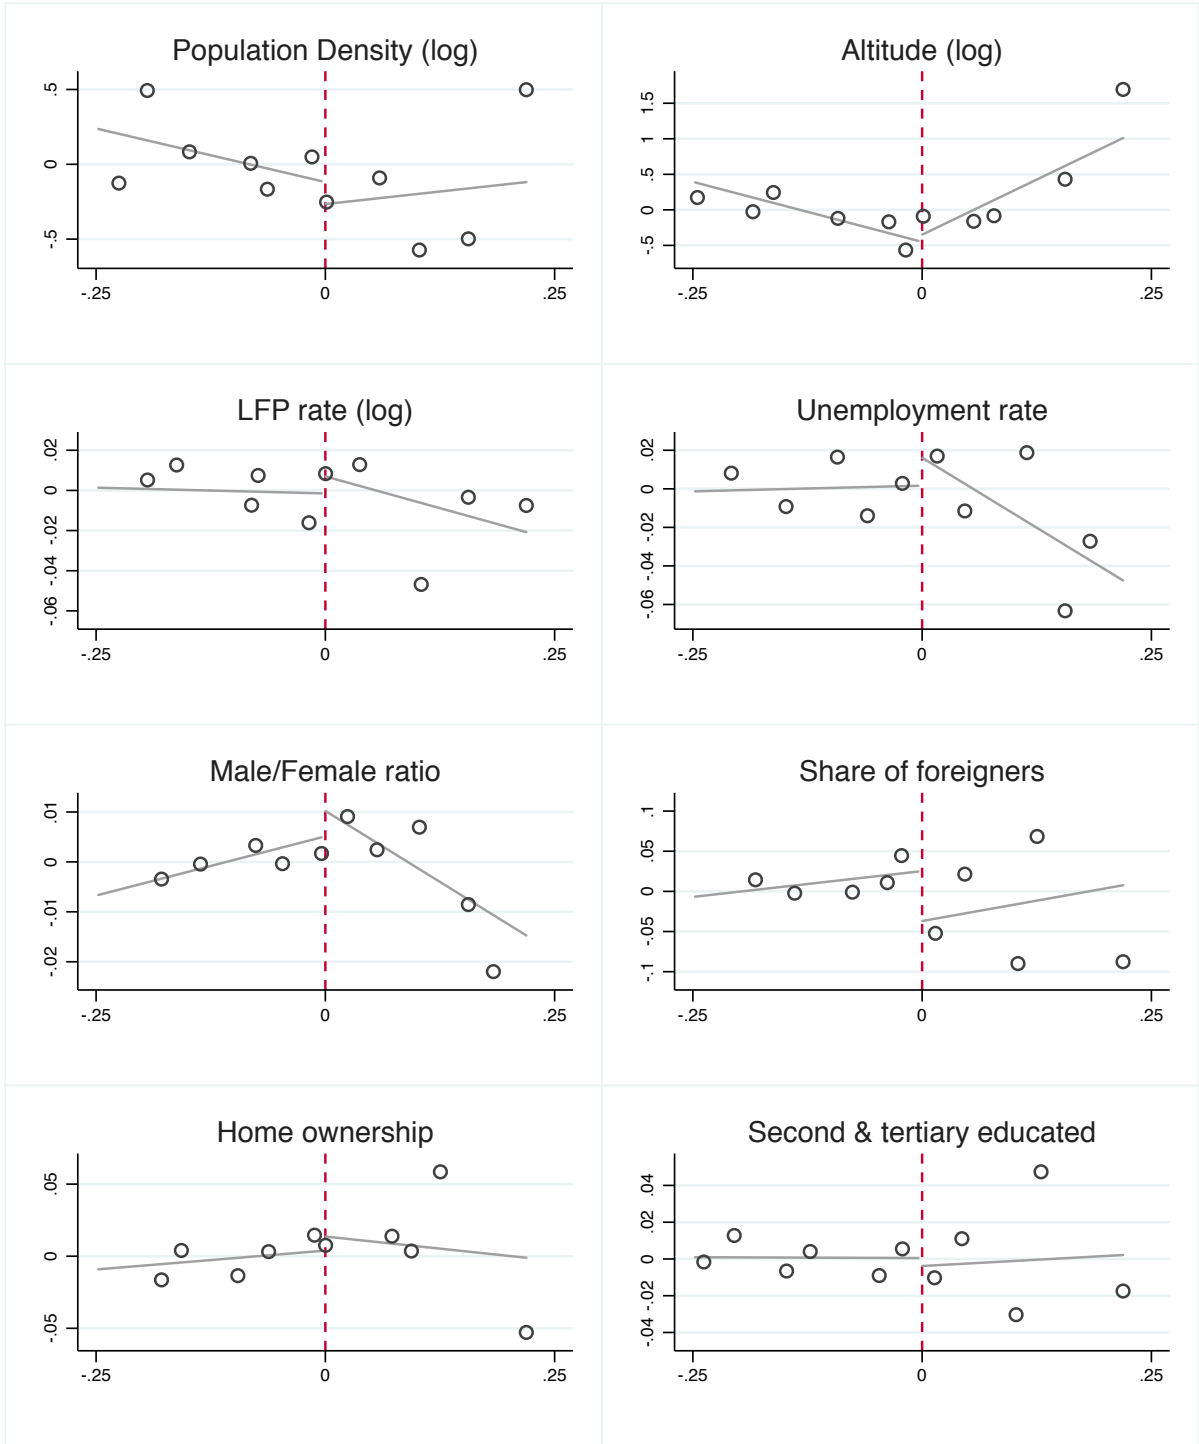 Population Density (log)
.5
0
-.5
-.25 0 .25
Altitude (log)
1.5
1
.5
0
-.5
-.25 0 .25
LFP rate (log)
.02
0
-.02
-.04
-.06
-.25 0 .25
Unemployment rate
.02
0
-.02
-.04
-.06
-.25 0 .25
Male/Female ratio
.01
0
-.01
-.02
-.25 0 .25
Share of foreigners
.1
.05
0
-.05
-.1
-.25 0 .25
Home ownership
.05
0
-.05
-.25 0 .25
Second & tertiary educated
.04
.02
0
-.02
-.04
-.25 0 .25